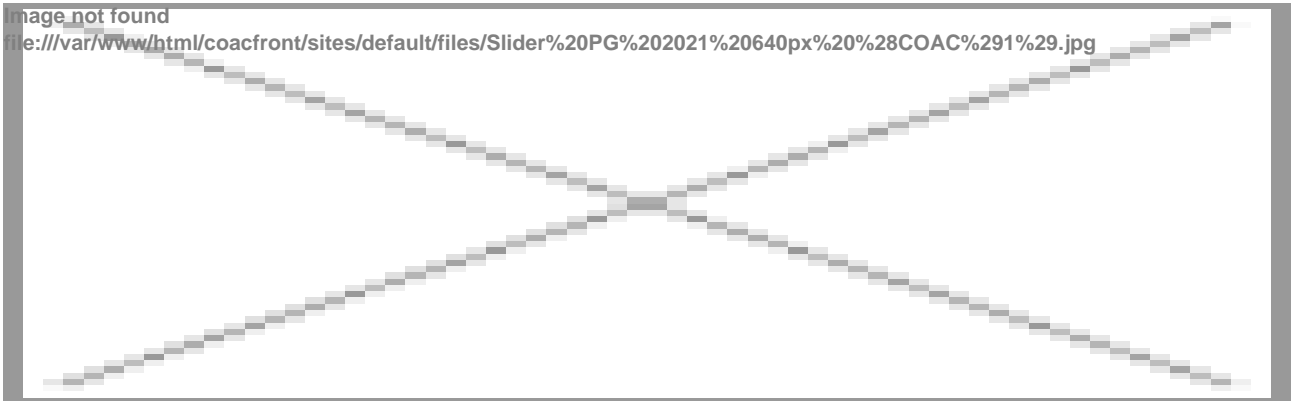 Image not found
file:///var/www/html/coacfront/sites/default/files/Slider%20PG%202021%20640px%20%28COAC%291%29.jpg